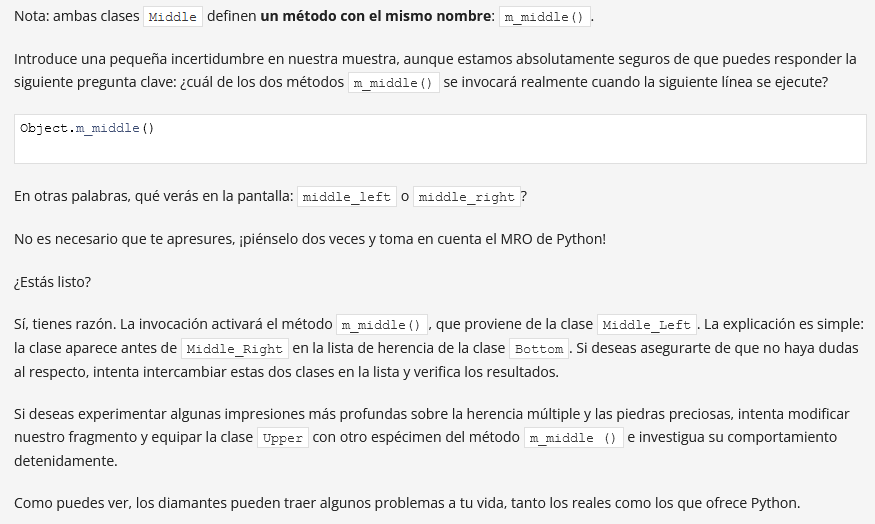 Nota: ambas clases Middle definen un método con el mismo nombre: m_middle().
Introduce una pequeña incertidumbre en nuestra muestra, aunque estamos absolutamente seguros de que puedes responder la
siguiente pregunta clave: ¿cuál de los dos métodos m_middle() se invocará realmente cuando la siguiente línea se ejecute?
Object.m_middle()
En otras palabras, qué verás en la pantalla: middle_left o middle_right?
No es necesario que te apresures, ¡piénselo dos veces y toma en cuenta el MRO de Python!
¿Estás listo?
Sí, tienes razón. La invocación activará el método m_middle(), que proviene de la clase Middle_Left. La explicación es simple:
la clase aparece antes de Middle_Right en la lista de herencia de la clase Bottom. Si deseas asegurarte de que no haya dudas
al respecto, intenta intercambiar estas dos clases en la lista y verifica los resultados.
Si deseas experimentar algunas impresiones más profundas sobre la herencia múltiple y las piedras preciosas, intenta modificar
nuestro fragmento y equipar la clase Upper con otro espécimen del método m_middle () e investigua su comportamiento
detenidamente.
Como puedes ver, los diamantes pueden traer algunos problemas a tu vida, tanto los reales como los que ofrece Python.